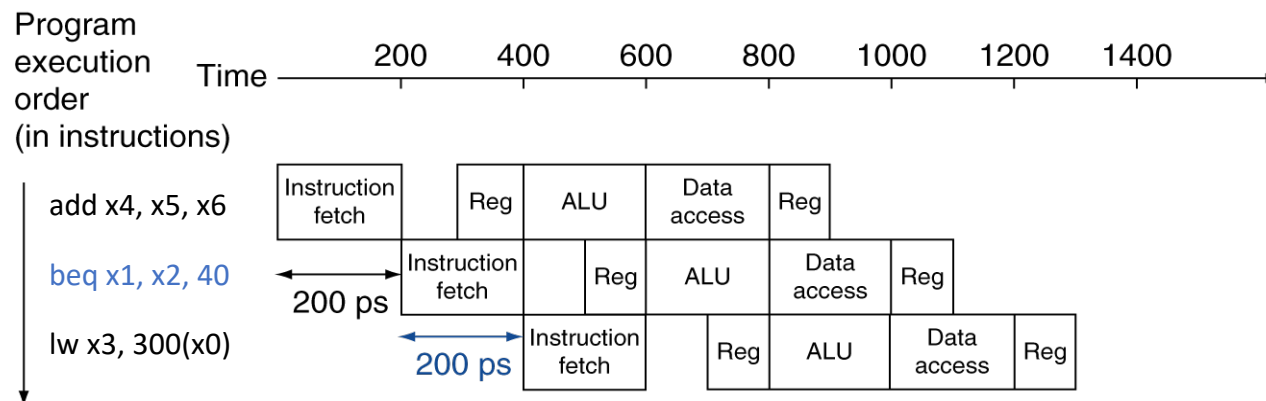 Program
execution
order
(in instructions)
Time
200 400 600 800 1000 1200 1400
add x4, x5, x6
Instruction
fetch
Reg
ALU
Data
access
Reg
beq x1, x2, 40
200 ps
Instruction
fetch
Reg
ALU
Data
access
Reg
lw x3, 300(x0)
200 ps
Instruction
fetch
Reg
ALU
Data
access
Reg